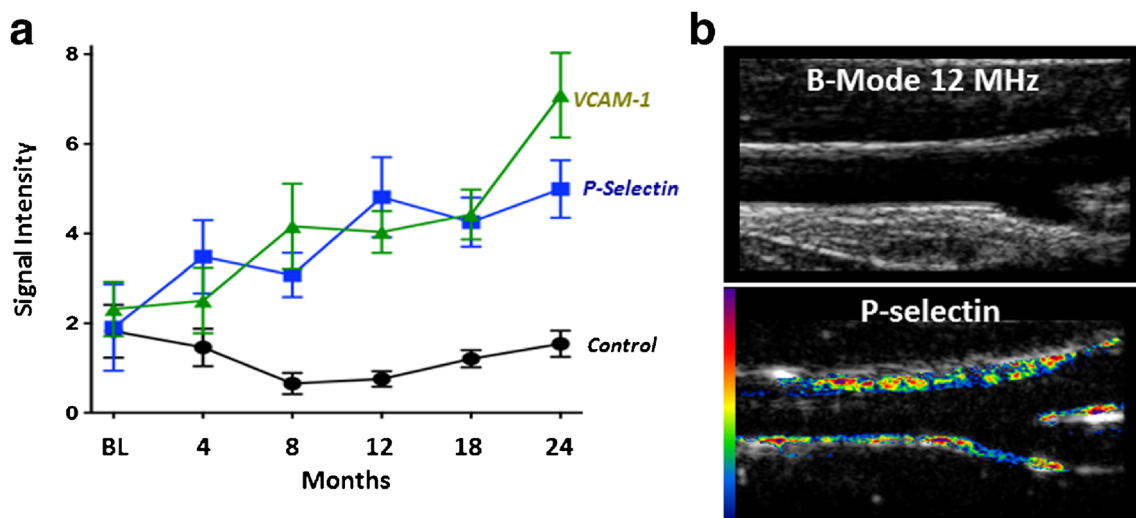 a
8
6
4
2
0
Signal Intensity
VCAM-1
P-Selectin
Control
BL 4 8 12 18 24
Months
b
B-Mode 12 MHz
P-selectin